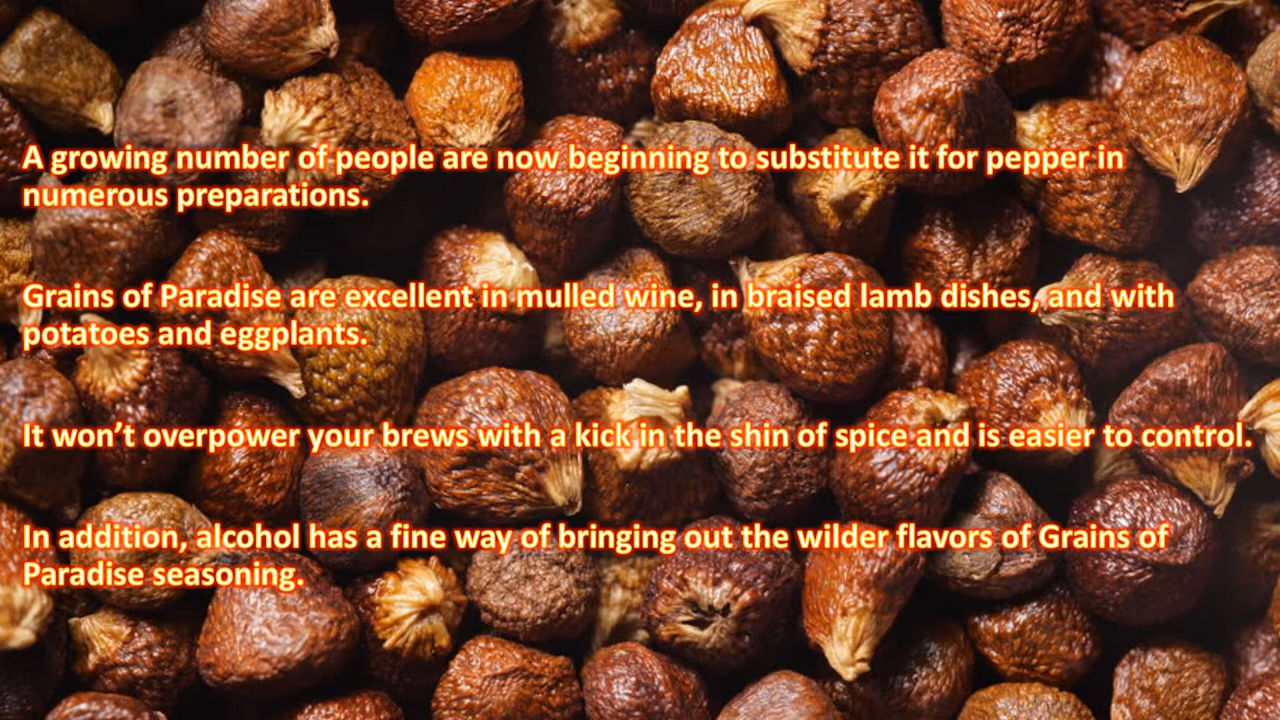 A growing number of people are now beginning to substitute it for pepper in
numerous preparations.
Grains of Paradise are excellent in mulled wine, in braised lamb dishes, and with
potatoes and eggplants.
It won’t overpower your brews with a kick in the shin of spice and is easier to control.
In addition, alcohol has a fine way of bringing out the wilder flavors of Grains of
Paradise seasoning.